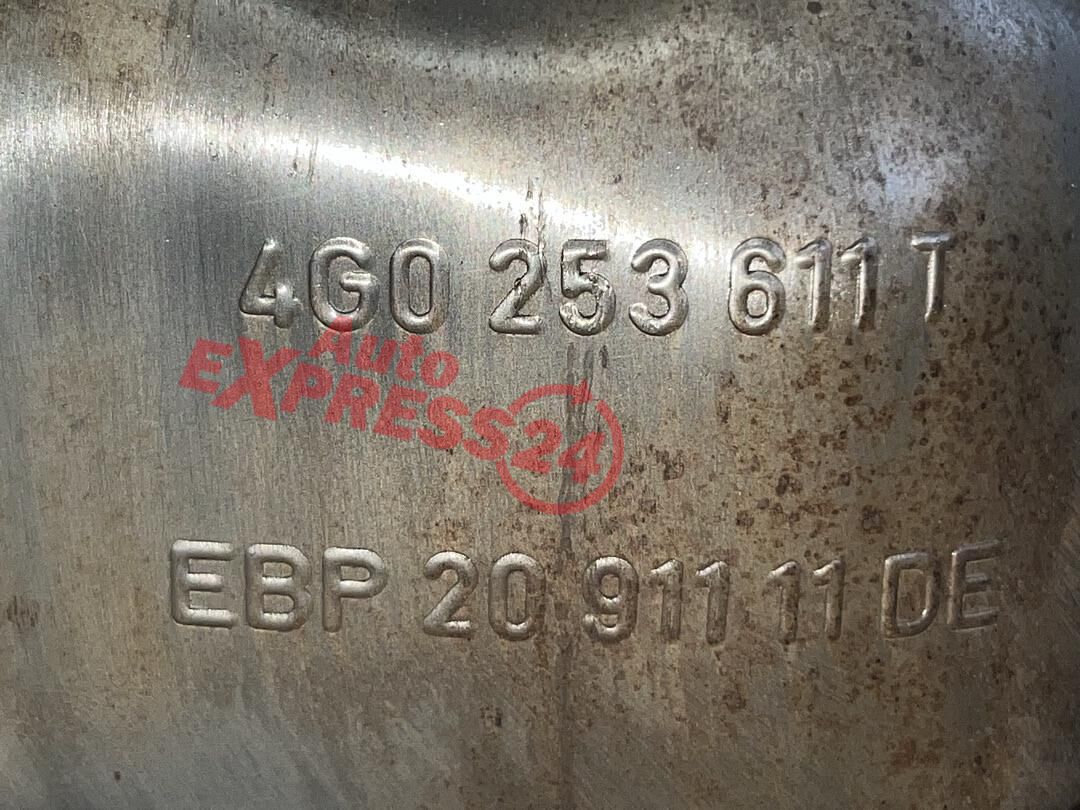 4G0 253 611 T
Auto
EXPRESS24
EBP 20 911 11 DE